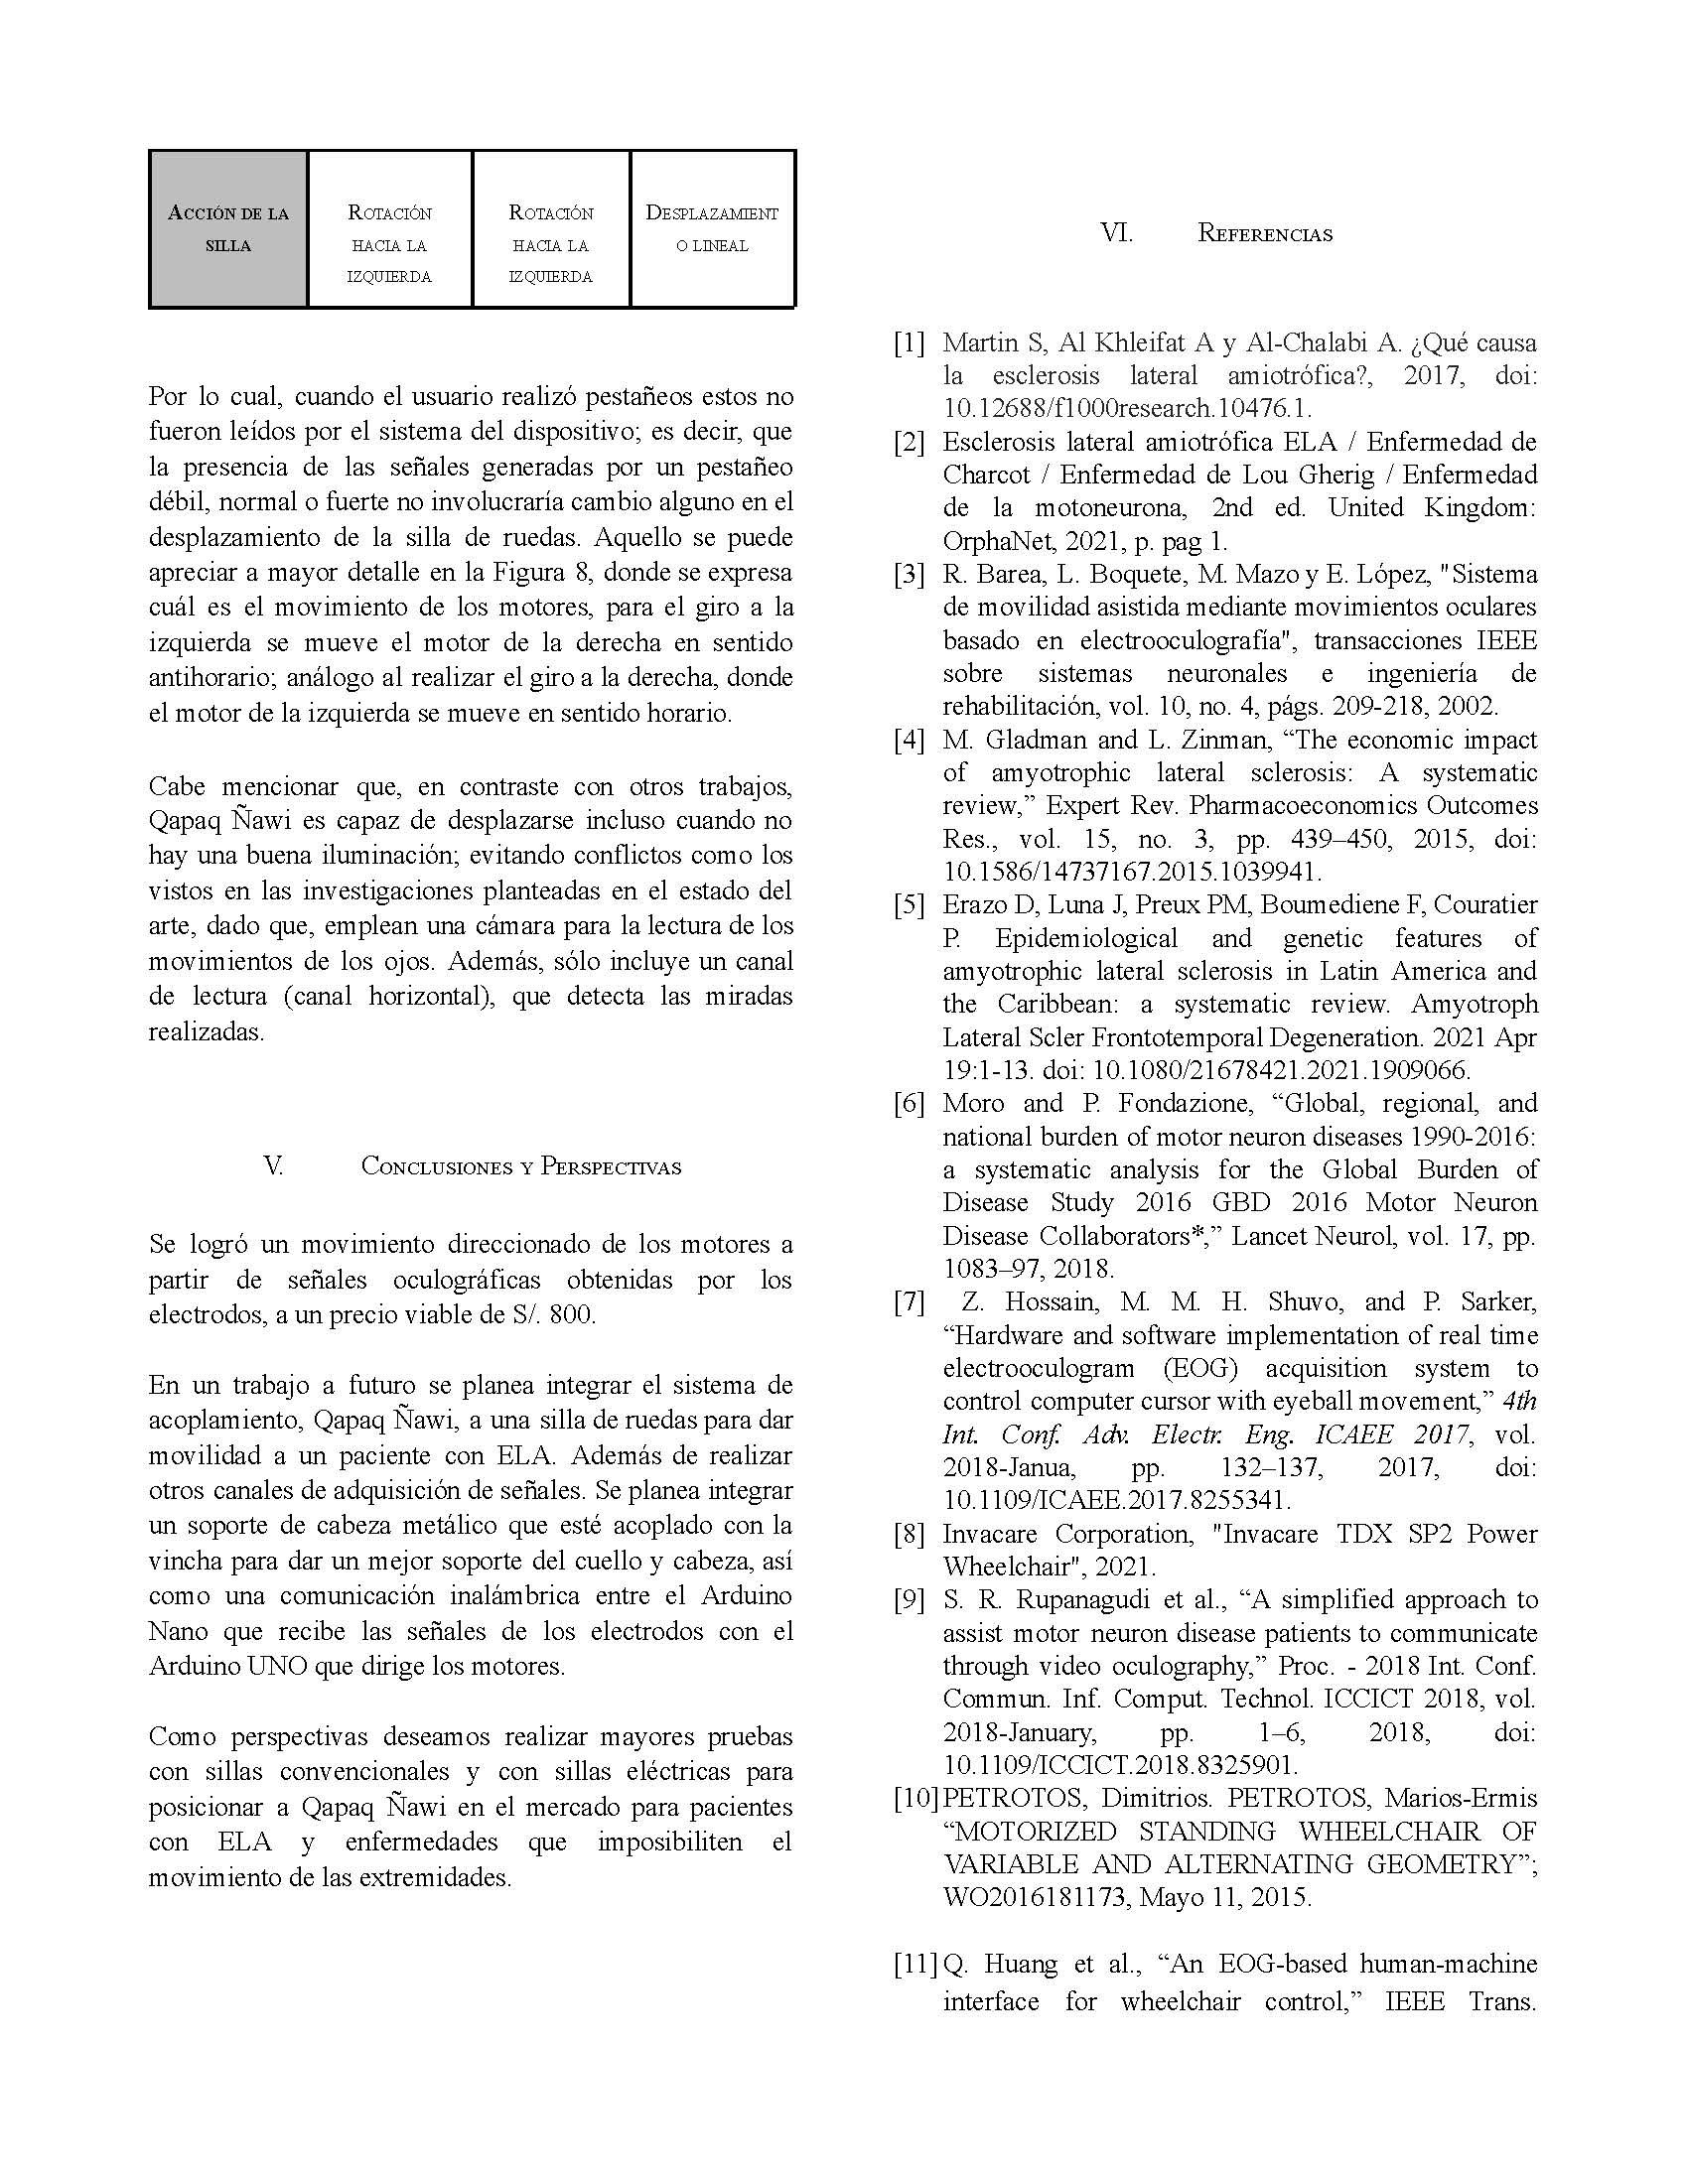 ACCIÓN DE LA SILLA
ROTACIÓN HACIA LA IZQUIERDA
ROTACIÓN HACIA LA IZQUIERDA
DESPLAZAMIENT O LINEAL
Por lo cual, cuando el usuario realizó pestañeos estos no
fueron leídos por el sistema del dispositivo; es decir, que
la presencia de las señales generadas por un pestañeo
débil, normal o fuerte no involucraría cambio alguno en el
desplazamiento de la silla de ruedas. Aquello se puede
apreciar a mayor detalle en la Figura 8, donde se expresa
cuál es el movimiento de los motores, para el giro a la
izquierda se mueve el motor de la derecha en sentido
antihorario; análogo al realizar el giro a la derecha, donde
el motor de la izquierda se mueve en sentido horario.
Cabe mencionar que, en contraste con otros trabajos,
Qapaq Ñawi es capaz de desplazarse incluso cuando no
hay una buena iluminación; evitando conflictos como los
vistos en las investigaciones planteadas en el estado del
arte, dado que, emplean una cámara para la lectura de los
movimientos de los ojos. Además, sólo incluye un canal
de lectura (canal horizontal), que detecta las miradas
realizadas.
V. CONCLUSIONES Y PERSPECTIVAS
Se logró un movimiento direccionado de los motores a
partir de señales oculográficas obtenidas por los
electrodos, a un precio viable de S/. 800.
En un trabajo a futuro se planea integrar el sistema de
acoplamiento, Qapaq Ñawi, a una silla de ruedas para dar
movilidad a un paciente con ELA. Además de realizar
otros canales de adquisición de señales. Se planea integrar
un soporte de cabeza metálico que esté acoplado con la
vincha para dar un mejor soporte del cuello y cabeza, así
como una comunicación inalámbrica entre el Arduino
Nano que recibe las señales de los electrodos con el
Arduino UNO que dirige los motores.
Como perspectivas deseamos realizar mayores pruebas
con sillas convencionales y con sillas eléctricas para
posicionar a Qapaq Ñawi en el mercado para pacientes
con ELA y enfermedades que imposibiliten el
movimiento de las extremidades.
VI. REFERENCIAS
[1] Martin S, Al Khleifat A y Al-Chalabi A. ¿Qué causa
la esclerosis lateral amiotrófica?, 2017, doi:
10.12688/f1000research.10476.1.
[2] Esclerosis lateral amiotrófica ELA / Enfermedad de
Charcot / Enfermedad de Lou Gherig / Enfermedad
de la motoneurona, 2nd ed. United Kingdom:
OrphaNet, 2021, p. pag 1.
[3] R. Barea, L. Boquete, M. Mazo y E. López, "Sistema
de movilidad asistida mediante movimientos oculares
basado en electrooculografía", transacciones IEEE
sobre sistemas neuronales e ingeniería de
rehabilitación, vol. 10, no. 4, págs. 209-218, 2002.
[4] M. Gladman and L. Zinman, “The economic impact
of amyotrophic lateral sclerosis: A systematic
review,” Expert Rev. Pharmacoeconomics Outcomes
Res., vol. 15, no. 3, pp. 439–450, 2015, doi:
10.1586/14737167.2015.1039941.
[5] Erazo D, Luna J, Preux PM, Boumediene F, Couratier
P. Epidemiological and genetic features of
amyotrophic lateral sclerosis in Latin America and
the Caribbean: a systematic review. Amyotroph
Lateral Scler Frontotemporal Degeneration. 2021 Apr
19:1-13. doi: 10.1080/21678421.2021.1909066.
[6] Moro and P. Fondazione, “Global, regional, and
national burden of motor neuron diseases 1990-2016:
a systematic analysis for the Global Burden of
Disease Study 2016 GBD 2016 Motor Neuron
Disease Collaborators*,” Lancet Neurol, vol. 17, pp.
1083–97, 2018.
[7] Z. Hossain, M. M. H. Shuvo, and P. Sarker,
“Hardware and software implementation of real time
electrooculogram (EOG) acquisition system to
control computer cursor with eyeball movement,” 4th
Int. Conf. Adv. Electr. Eng. ICAEE 2017, vol.
2018-Janua, pp. 132–137, 2017, doi:
10.1109/ICAEE.2017.8255341.
[8] Invacare Corporation, "Invacare TDX SP2 Power
Wheelchair", 2021.
[9] S. R. Rupanagudi et al., “A simplified approach to
assist motor neuron disease patients to communicate
through video oculography,” Proc. - 2018 Int. Conf.
Commun. Inf. Comput. Technol. ICCICT 2018, vol.
2018-January, pp. 1–6, 2018, doi:
10.1109/ICCICT.2018.8325901.
[10] PETROTOS, Dimitrios. PETROTOS, Marios-Ermis
“MOTORIZED STANDING WHEELCHAIR OF
VARIABLE AND ALTERNATING GEOMETRY”;
WO2016181173, Mayo 11, 2015.
[11] Q. Huang et al., “An EOG-based human-machine
interface for wheelchair control,” IEEE Trans.